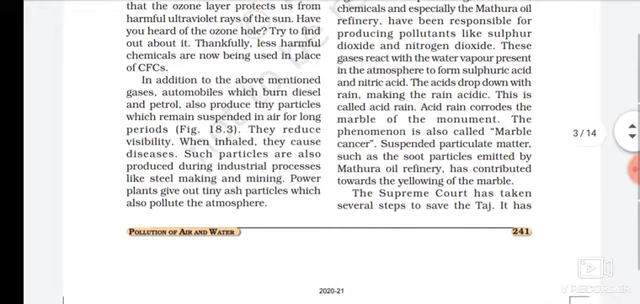 that the ozone layer protects us from
harmful ultraviolet rays of the sun. Have
you heard of the ozone hole? Try to find
out about it. Thankfully, less harmful
chemicals are now being used in place
of CFCs.
In addition to the above mentioned
gases, automobiles which burn diesel
and petrol, also produce tiny particles
which remain suspended in air for long
periods (Fig. 18.3). They reduce
visibility. When inhaled, they cause
diseases. Such particles are also
produced during industrial processes
like steel making and mining. Power
plants give out tiny ash particles which
also pollute the atmosphere.
chemicals and especially the Mathura oil
refinery, have been responsible for
producing pollutants like sulphur
dioxide and nitrogen dioxide. These
gases react with the water vapour present
in the atmosphere to form sulphuric acid
and nitric acid. The acids drop down with
rain, making the rain acidic. This is
called acid rain. Acid rain corrodes the
marble of the monument. The
phenomenon is also called "Marble
cancer". Suspended particulate matter,
such as the soot particles emitted by
Mathura oil refinery, has contributed
towards the yellowing of the marble.
The Supreme Court has taken
several steps to save the Taj. It has
3 / 14
POLLUTION OF AIR AND WATER
241
2020-21
V RECORDER